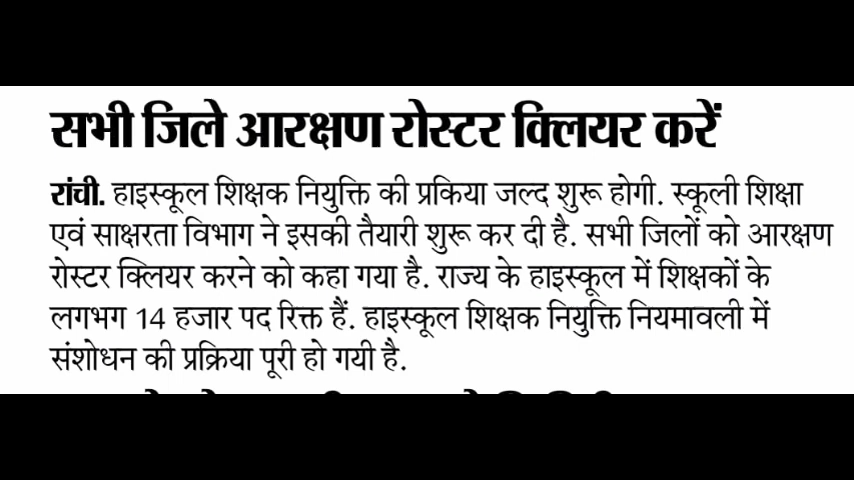 सभी जिले आरक्षण रोस्टर क्लियर करें
रांची. हाइस्कूल शिक्षक नियुक्ति की प्रकिया जल्द शुरू होगी. स्कूली शिक्षा
एवं साक्षरता विभाग ने इसकी तैयारी शुरू कर दी है. सभी जिलों को आरक्षण
रोस्टर क्लियर करने को कहा गया है. राज्य के हाइस्कूल में शिक्षकों के
लगभग 14 हजार पद रिक्त हैं. हाइस्कूल शिक्षक नियुक्ति नियमावली में
संशोधन की प्रक्रिया पूरी हो गयी है.